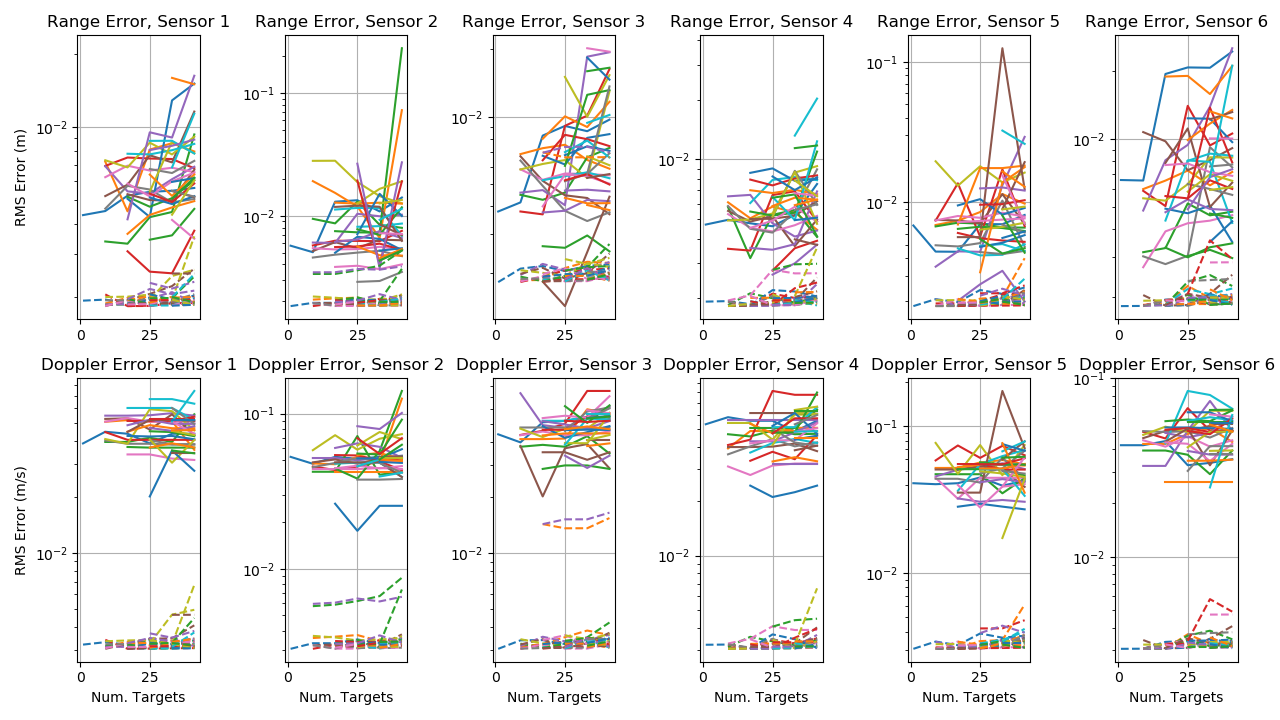 Range Error, Sensor 1 Range Error, Sensor 2 Range Error, Sensor 3 Range Error, Sensor 4 Range Error, Sensor 5 Range Error, Sensor 6
RMS Error (m)
10⁻² 10⁻¹ 10⁻² 10⁻² 10⁻² 10⁻¹ 10⁻² 10⁻²
0 25 0 25 0 25 0 25 0 25 0 25
Doppler Error, Sensor 1 Doppler Error, Sensor 2 Doppler Error, Sensor 3 Doppler Error, Sensor 4 Doppler Error, Sensor 5 Doppler Error, Sensor 6
RMS Error (m/s)
10⁻² 10⁻¹ 10⁻² 10⁻² 10⁻² 10⁻¹ 10⁻² 10⁻¹ 10⁻²
0 25 0 25 0 25 0 25 0 25 0 25
Num. Targets Num. Targets Num. Targets Num. Targets Num. Targets Num. Targets